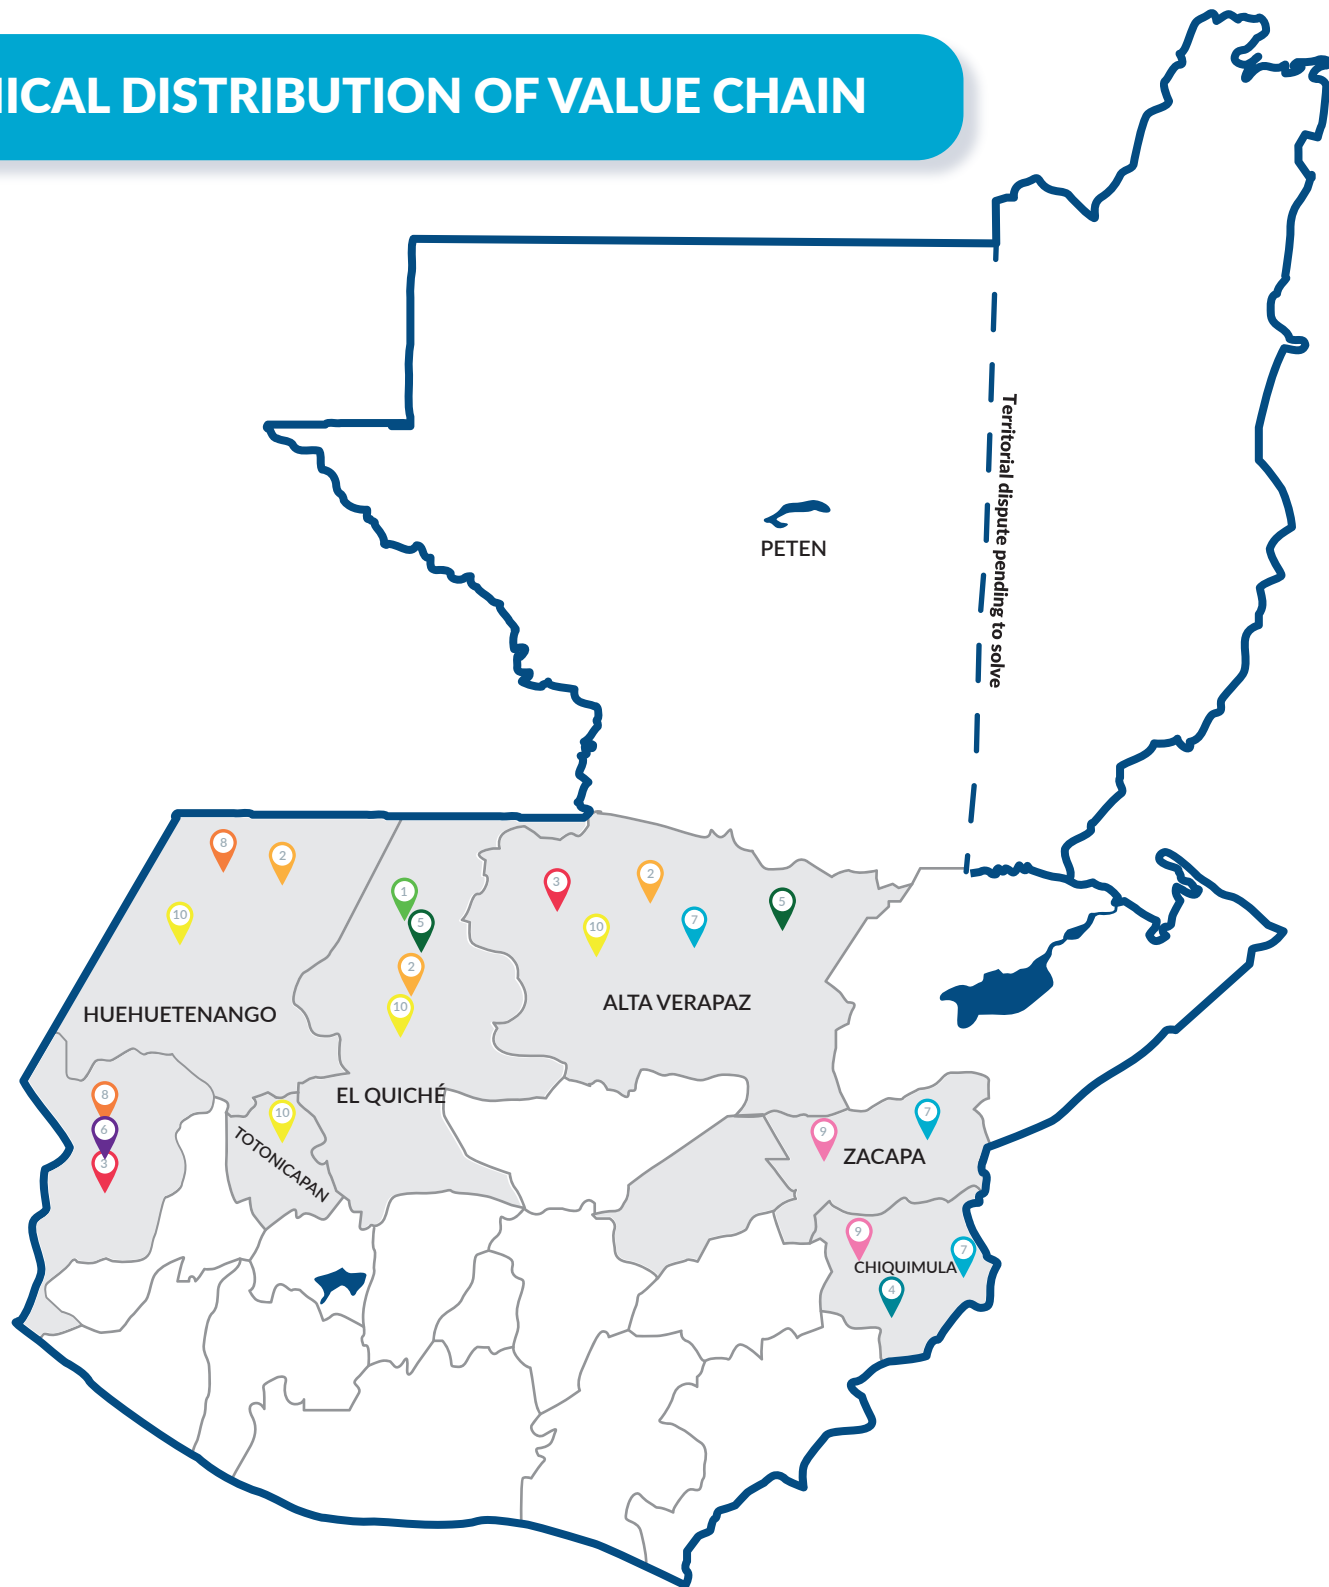 ICAL DISTRIBUTION OF VALUE CHAIN
Territorial dispute pending to solve
PETEN
8
2
10
1
5
2
10
3
2
10
7
5
HUEHUETENANGO
ALTA VERAPAZ
EL QUICHÉ
8
6
3
10
TOTONICAPAN
9
7
ZACAPA
9
7
CHIQUIMULA
4